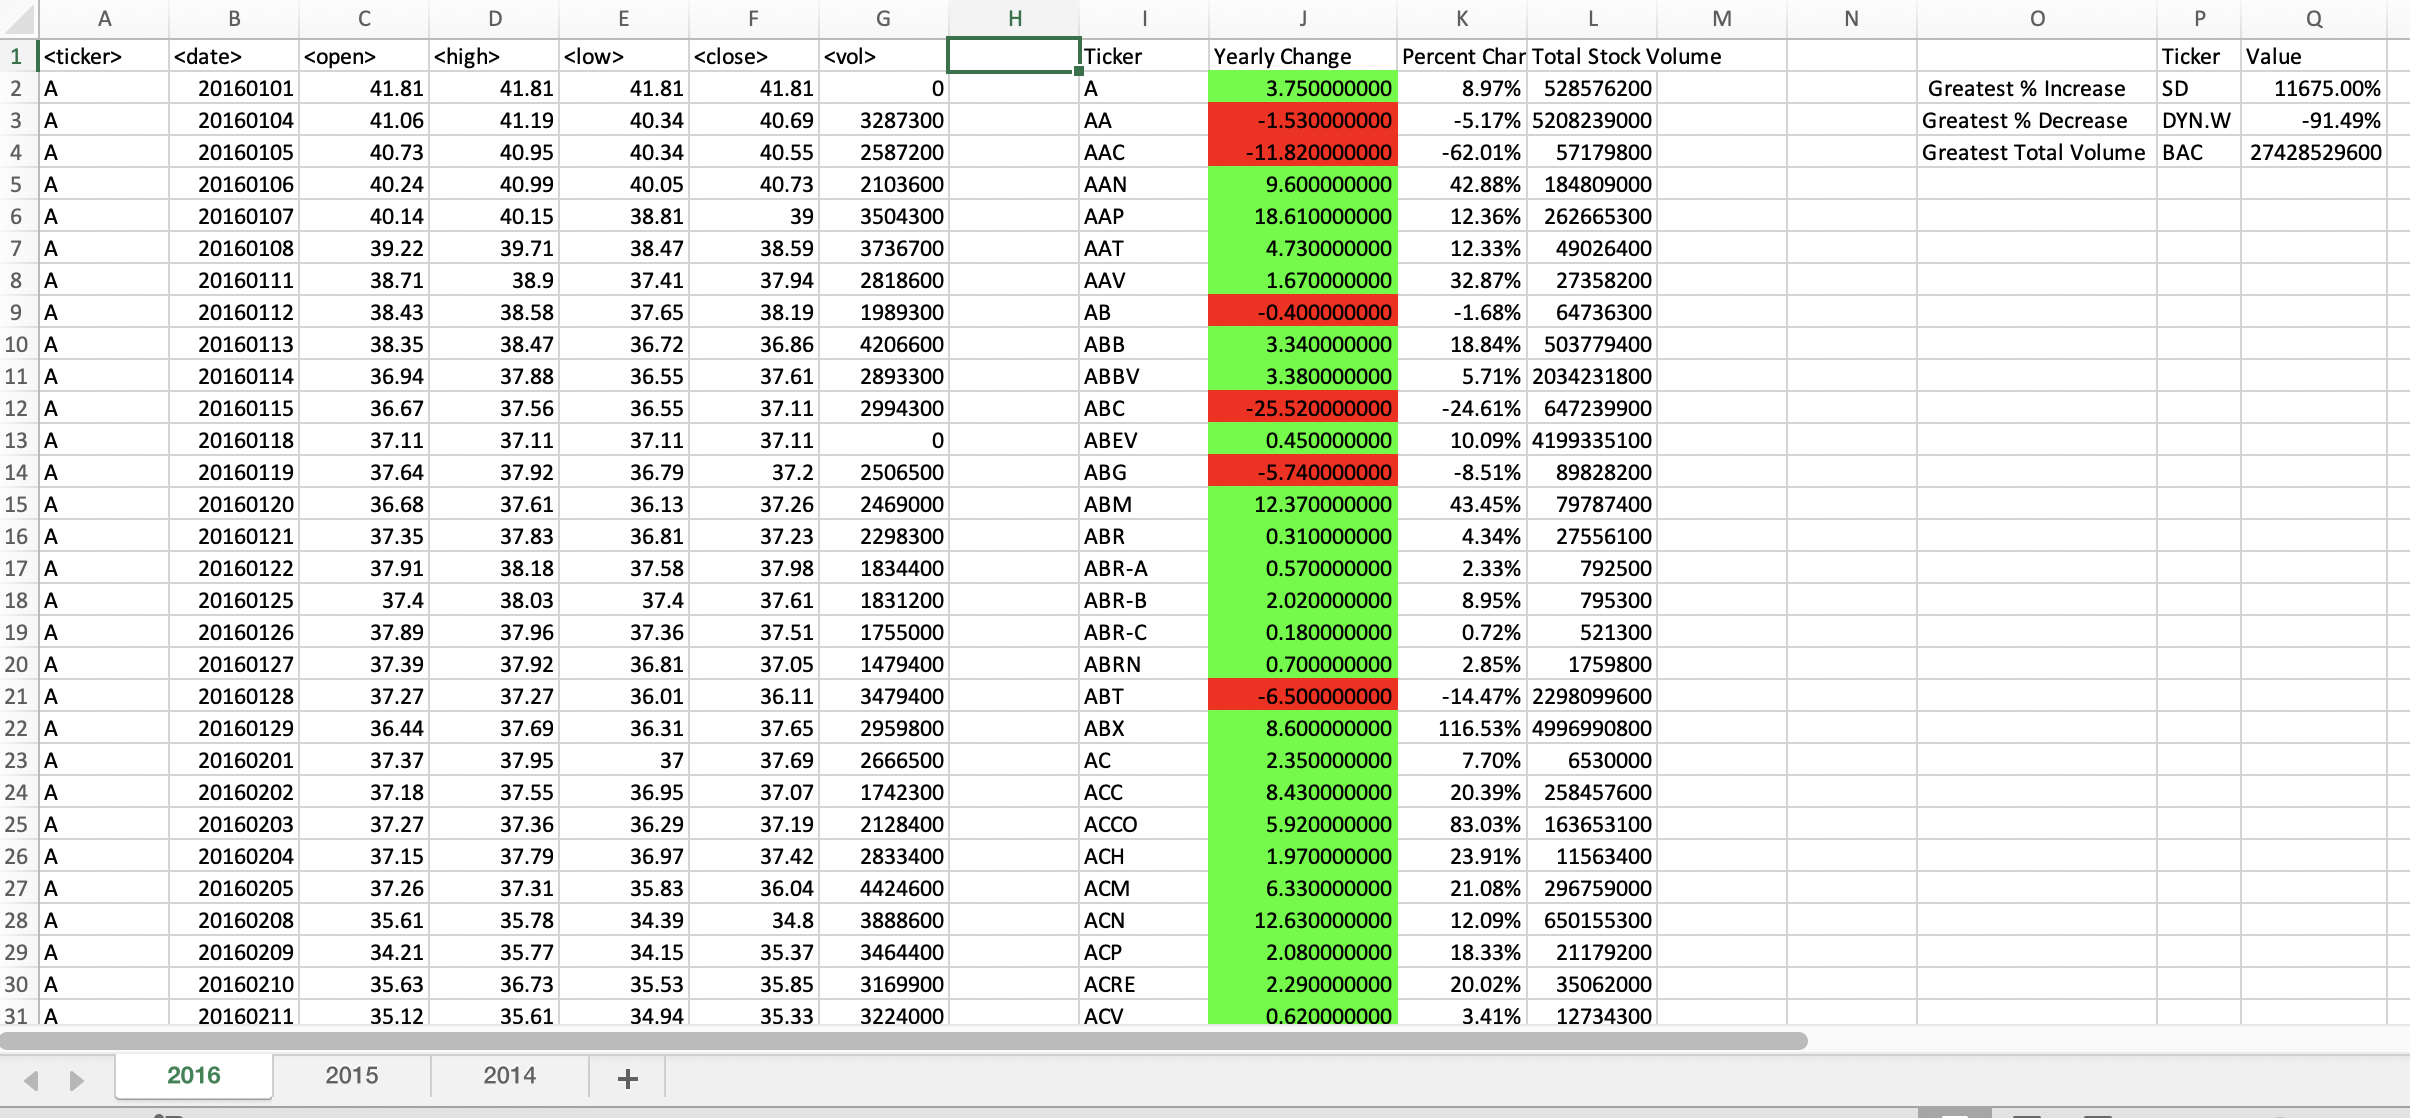 A B C D E F G H I J K L M N O P Q
1 <ticker> <date> <open> <high> <low> <close> <vol> Ticker Yearly Change Percent Char Total Stock Volume Ticker Value
2 A 20160101 41.81 41.81 41.81 41.81 0 A 3.750000000 8.97% 528576200 Greatest % Increase SD 11675.00%
3 A 20160104 41.06 41.19 40.34 40.69 3287300 AA -1.530000000 -5.17% 5208239000 Greatest % Decrease DYN.W -91.49%
4 A 20160105 40.73 40.95 40.34 40.55 2587200 AAC -11.820000000 -62.01% 57179800 Greatest Total Volume BAC 27428529600
5 A 20160106 40.24 40.99 40.05 40.73 2103600 AAN 9.600000000 42.88% 184809000
6 A 20160107 40.14 40.15 38.81 39 3504300 AAP 18.610000000 12.36% 262665300
7 A 20160108 39.22 39.71 38.47 38.59 3736700 AAT 4.730000000 12.33% 49026400
8 A 20160111 38.71 38.9 37.41 37.94 2818600 AAV 1.670000000 32.87% 27358200
9 A 20160112 38.43 38.58 37.65 38.19 1989300 AB -0.400000000 -1.68% 64736300
10 A 20160113 38.35 38.47 36.72 36.86 4206600 ABB 3.340000000 18.84% 503779400
11 A 20160114 36.94 37.88 36.55 37.61 2893300 ABBV 3.380000000 5.71% 2034231800
12 A 20160115 36.67 37.56 36.55 37.11 2994300 ABC -25.520000000 -24.61% 647239900
13 A 20160118 37.11 37.11 37.11 37.11 0 ABEV 0.450000000 10.09% 4199335100
14 A 20160119 37.64 37.92 36.79 37.2 2506500 ABG -5.740000000 -8.51% 89828200
15 A 20160120 36.68 37.61 36.13 37.26 2469000 ABM 12.370000000 43.45% 79787400
16 A 20160121 37.35 37.83 36.81 37.23 2298300 ABR 0.310000000 4.34% 27556100
17 A 20160122 37.91 38.18 37.58 37.98 1834400 ABR-A 0.570000000 2.33% 792500
18 A 20160125 37.4 38.03 37.4 37.61 1831200 ABR-B 2.020000000 8.95% 795300
19 A 20160126 37.89 37.96 37.36 37.51 1755000 ABR-C 0.180000000 0.72% 521300
20 A 20160127 37.39 37.92 36.81 37.05 1479400 ABRN 0.700000000 2.85% 1759800
21 A 20160128 37.27 37.27 36.01 36.11 3479400 ABT -6.500000000 -14.47% 2298099600
22 A 20160129 36.44 37.69 36.31 37.65 2959800 ABX 8.600000000 116.53% 4996990800
23 A 20160201 37.37 37.95 37 37.69 2666500 AC 2.350000000 7.70% 6530000
24 A 20160202 37.18 37.55 36.95 37.07 1742300 ACC 8.430000000 20.39% 258457600
25 A 20160203 37.27 37.36 36.29 37.19 2128400 ACCO 5.920000000 83.03% 163653100
26 A 20160204 37.15 37.79 36.97 37.42 2833400 ACH 1.970000000 23.91% 11563400
27 A 20160205 37.26 37.31 35.83 36.04 4424600 ACM 6.330000000 21.08% 296759000
28 A 20160208 35.61 35.78 34.39 34.8 3888600 ACN 12.630000000 12.09% 650155300
29 A 20160209 34.21 35.77 34.15 35.37 3464400 ACP 2.080000000 18.33% 21179200
30 A 20160210 35.63 36.73 35.53 35.85 3169900 ACRE 2.290000000 20.02% 35062000
31 A 20160211 35.12 35.61 34.94 35.33 3224000 ACV 0.620000000 3.41% 12734300
2016 2015 2014 +